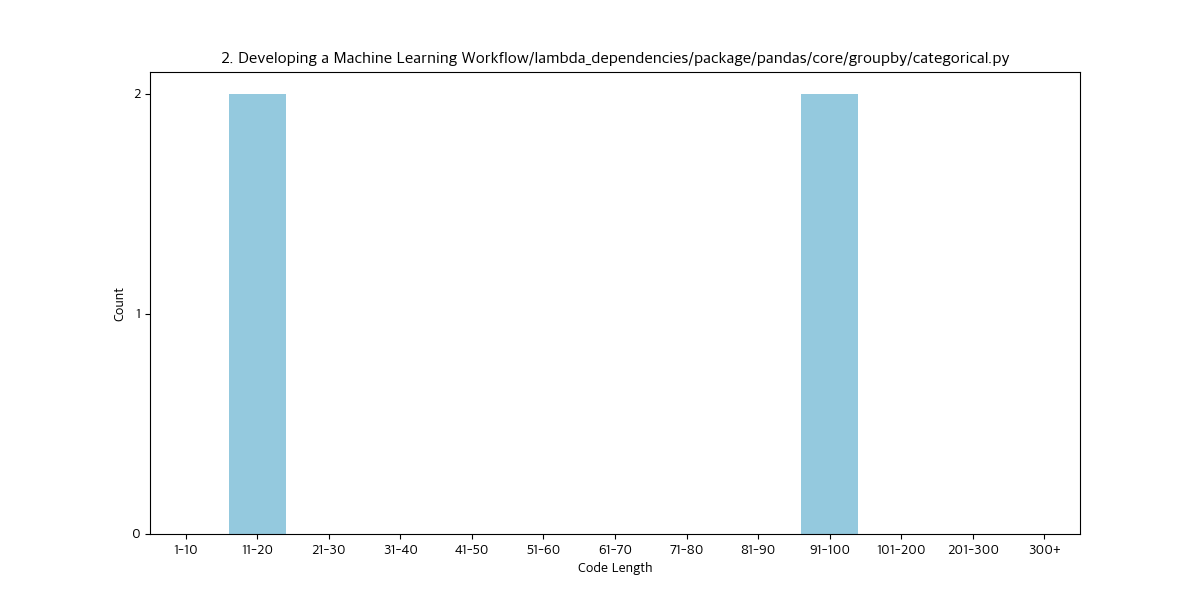 2. Developing a Machine Learning Workflow/lambda_dependencies/package/pandas/core/groupby/categorical.py
2
1
0
Count
1-10 11-20 21-30 31-40 41-50 51-60 61-70 71-80 81-90 91-100 101-200 201-300 300+
Code Length